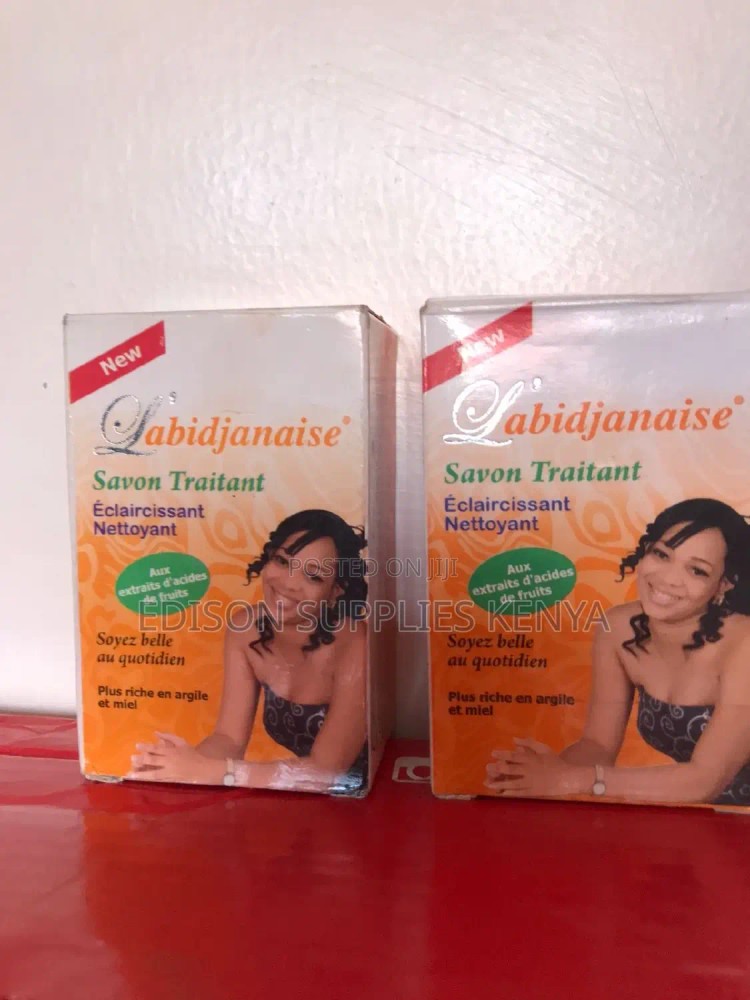 New
L'abidjanaise®
Savon Traitant
Éclaircissant
Nettoyant
Aux
extraits d'acides
de fruits
Soyez belle
au quotidien
Plus riche en argile
et miel
New
L'abidjanaise®
Savon Traitant
Éclaircissant
Nettoyant
Aux
extraits d'acides
de fruits
Soyez belle
au quotidien
Plus riche en argile
et miel
POSTED ON JIJI
EDISON SUPPLIES KENYA